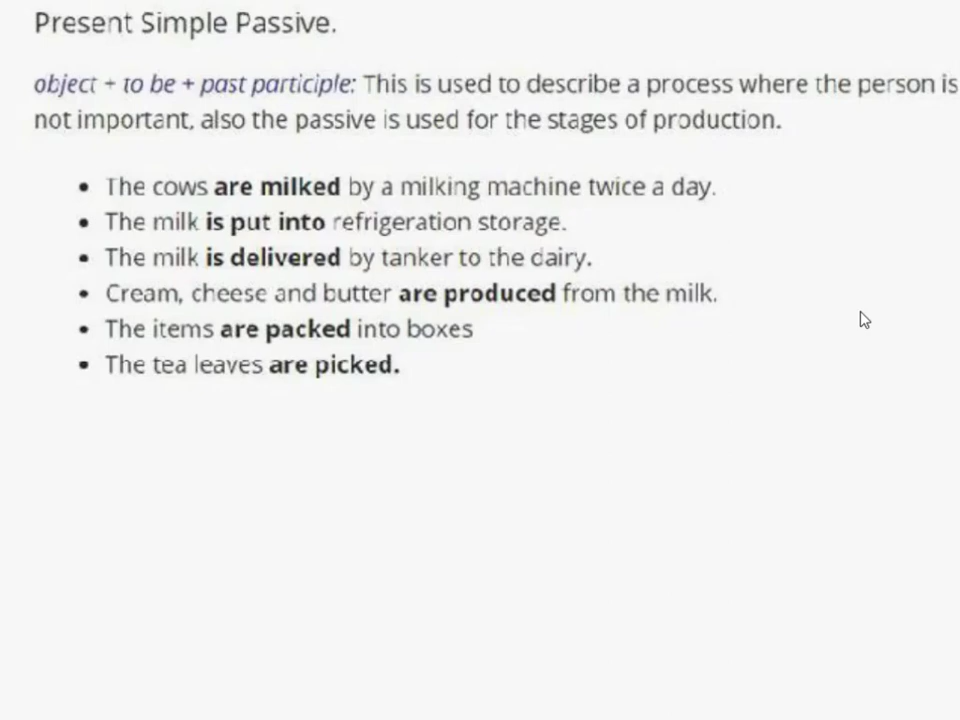 Present Simple Passive.
object + to be + past participle: This is used to describe a process where the person is
not important, also the passive is used for the stages of production.
• The cows are milked by a milking machine twice a day.
• The milk is put into refrigeration storage.
• The milk is delivered by tanker to the dairy.
• Cream, cheese and butter are produced from the milk.
• The items are packed into boxes
• The tea leaves are picked.